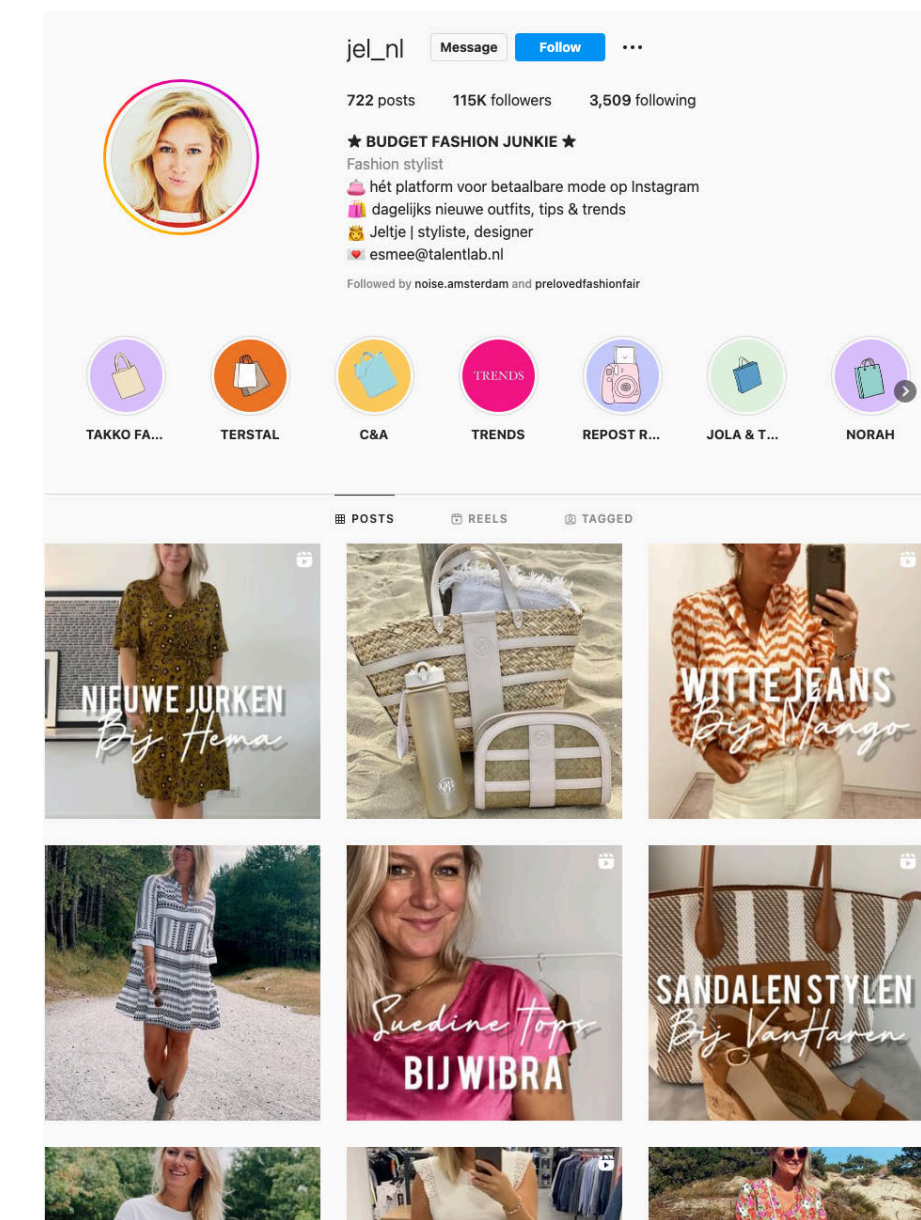 jel_nl
Message
Follow
722 posts
115K followers
3,509 following
★ BUDGET FASHION JUNKIE ★
Fashion stylist
👛 hét platform voor betaalbare mode op Instagram
🛍️ dagelijks nieuwe outfits, tips & trends
👸 Jeltje | styliste, designer
💌 esmee@talentlab.nl
Followed by noise.amsterdam and prelovedfashionfair
TRENDS
TAKKO FA...
TERSTAL
C&A
TRENDS
REPOST R...
JOLA & T...
NORAH
POSTS
REELS
TAGGED
NIEUWE JURKEN
Bij Hema
WITTE JEANS
Bij Mango
Suedine tops
BIJ WIBRA
SANDALEN STYLEN
Bij VanHaren